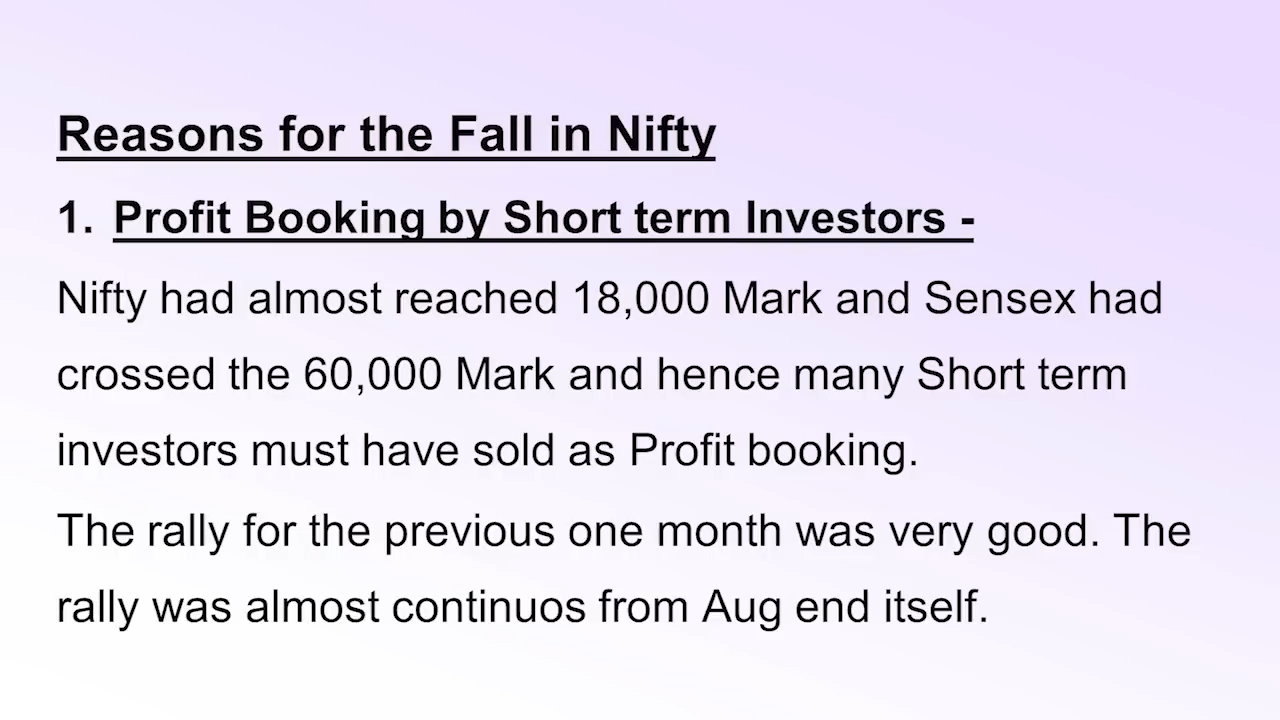 Reasons for the Fall in Nifty
1. Profit Booking by Short term Investors -
Nifty had almost reached 18,000 Mark and Sensex had
crossed the 60,000 Mark and hence many Short term
investors must have sold as Profit booking.
The rally for the previous one month was very good. The
rally was almost continuos from Aug end itself.